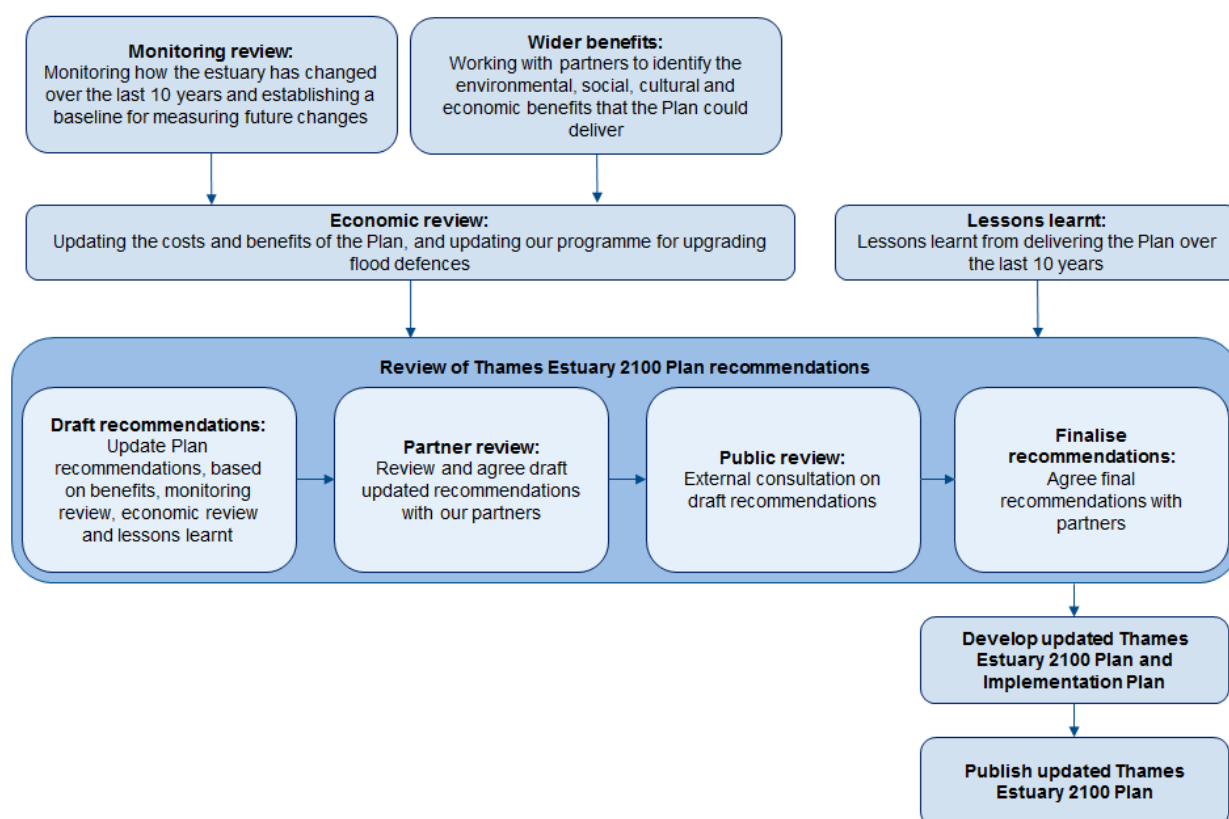 Monitoring review:
Monitoring how the estuary has changed
over the last 10 years and establishing a
baseline for measuring future changes
Wider benefits:
Working with partners to identify the
environmental, social, cultural and
economic benefits that the Plan could
deliver
Economic review:
Updating the costs and benefits of the Plan, and updating our programme for upgrading
flood defences
Lessons learnt:
Lessons learnt from delivering the Plan over
the last 10 years
Review of Thames Estuary 2100 Plan recommendations
Draft recommendations:
Update Plan
recommendations, based
on benefits, monitoring
review, economic review
and lessons learnt
Partner review:
Review and agree draft
updated recommendations
with our partners
Public review:
External consultation on
draft recommendations
Finalise
recommendations:
Agree final
recommendations with
partners
Develop updated Thames
Estuary 2100 Plan and
Implementation Plan
Publish updated Thames
Estuary 2100 Plan